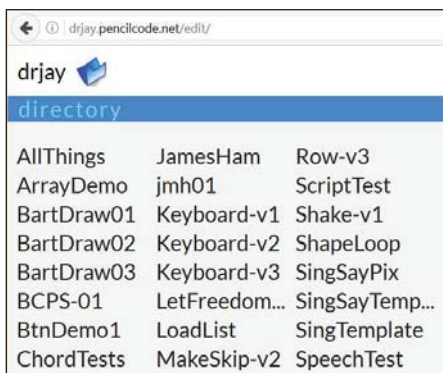 drjay.pencilcode.net/edit/
drjay
directory
AllThings JamesHam Row-v3
ArrayDemo jmh01 ScriptTest
BartDraw01 Keyboard-v1 Shake-v1
BartDraw02 Keyboard-v2 ShapeLoop
BartDraw03 Keyboard-v3 SingSayPix
BCPS-01 LetFreedom... SingSayTemp...
BtnDemo1 LoadList SingTemplate
ChordTests MakeSkip-v2 SpeechTest